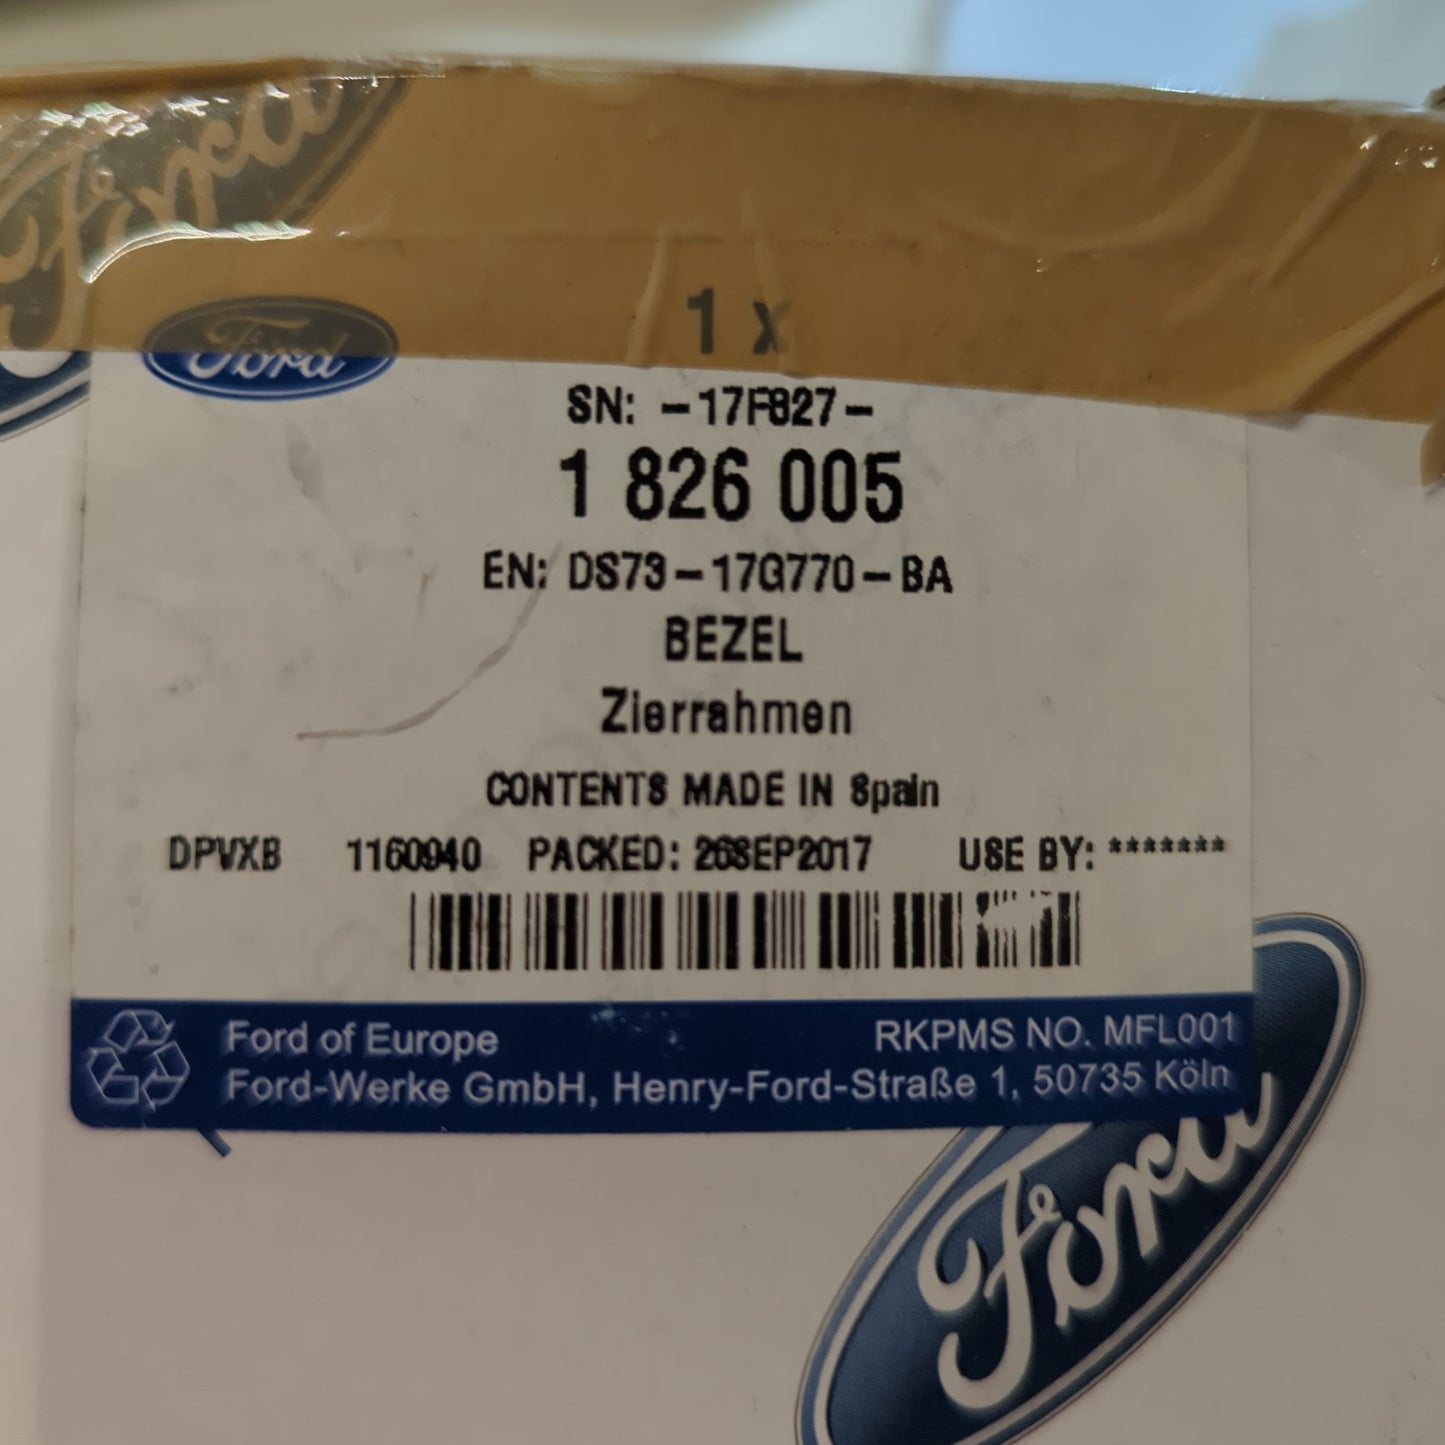 Ford
Ford
1 x
SN: -17F827-
1 826 005
EN: DS73-17G770-BA
BEZEL
Zierrahmen
CONTENTS MADE IN Spain
DPVXB 1160940 PACKED: 26SEP2017 USE BY: *******
Ford of Europe RKPMS NO. MFL001
Ford-Werke GmbH, Henry-Ford-Straße 1, 50735 Köln
Ford